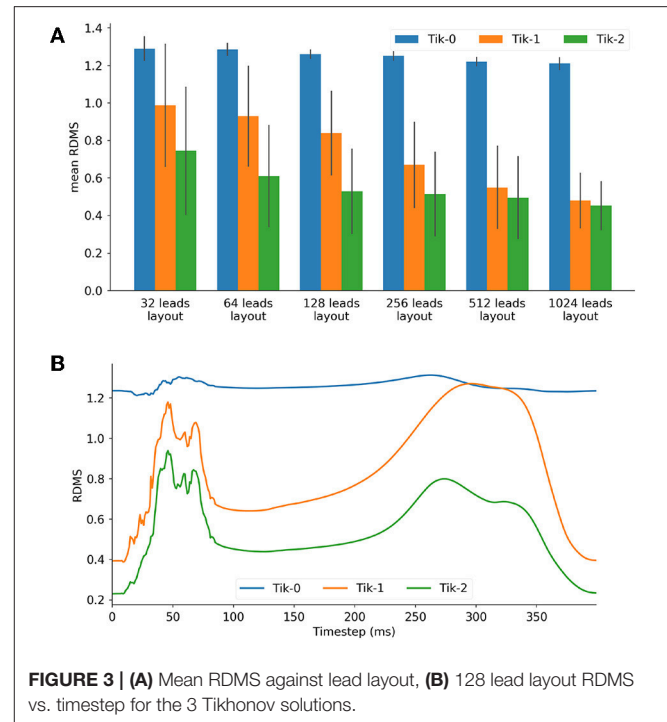 A
1.4
1.2
1.0
0.8
0.6
0.4
0.2
0.0
mean RDMS
Tik-0 Tik-1 Tik-2
32 leads layout
64 leads layout
128 leads layout
256 leads layout
512 leads layout
1024 leads layout
B
1.2
1.0
0.8
0.6
0.4
0.2
RDMS
Tik-0 Tik-1 Tik-2
0 50 100 150 200 250 300 350
Timestep (ms)
FIGURE 3 | (A) Mean RDMS against lead layout, (B) 128 lead layout RDMS
vs. timestep for the 3 Tikhonov solutions.